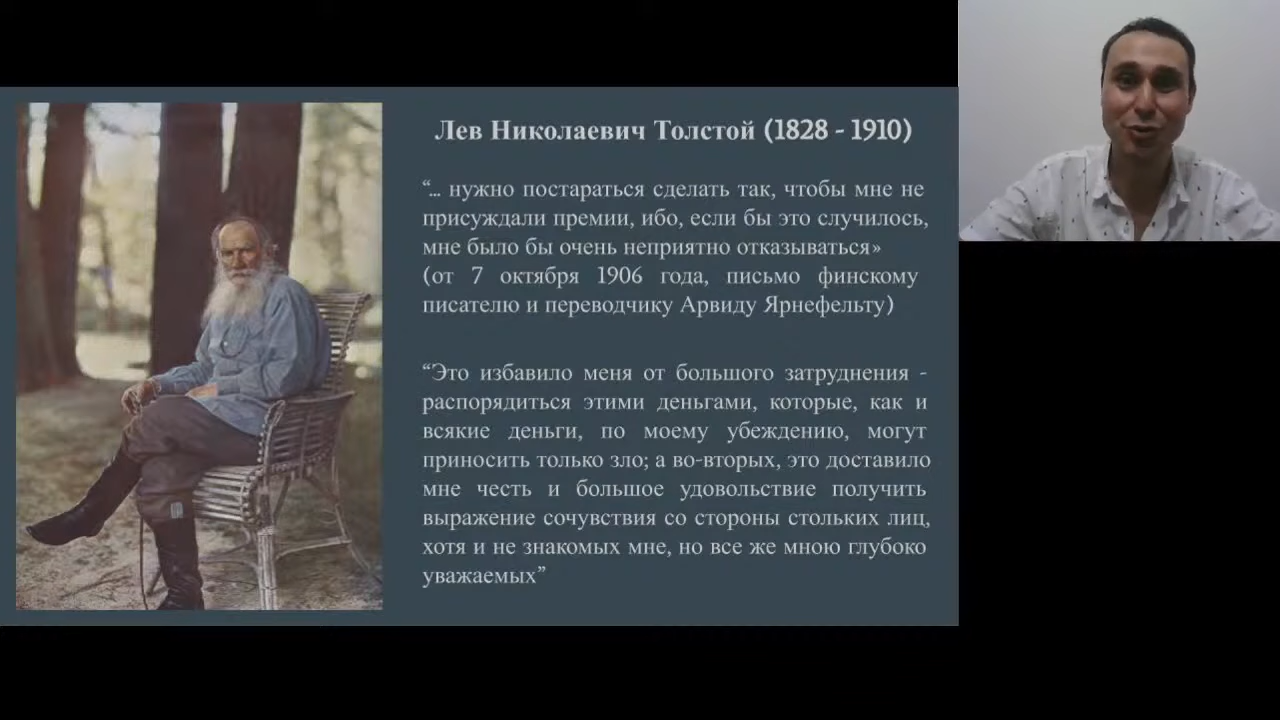 Лев Николаевич Толстой (1828 - 1910)
“... нужно постараться сделать так, чтобы мне не
присуждали премии, ибо, если бы это случилось,
мне было бы очень неприятно отказываться»
(от 7 октября 1906 года, письмо финскому
писателю и переводчику Арвиду Ярнефельту)
“Это избавило меня от большого затруднения -
распорядиться этими деньгами, которые, как и
всякие деньги, по моему убеждению, могут
приносить только зло; а во-вторых, это доставило
мне честь и большое удовольствие получить
выражение сочувствия со стороны стольких лиц,
хотя и не знакомых мне, но все же мною глубоко
уважаемых”